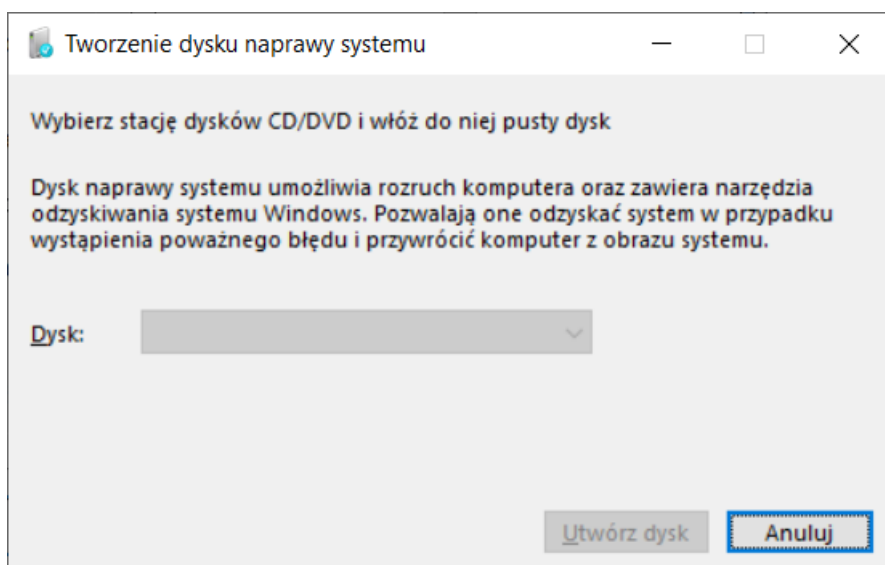 Tworzenie dysku naprawy systemu
Wybierz stację dysków CD/DVD i włóż do niej pusty dysk
Dysk naprawy systemu umożliwia rozruch komputera oraz zawiera narzędzia
odzyskiwania systemu Windows. Pozwalają one odzyskać system w przypadku
wystąpienia poważnego błędu i przywrócić komputer z obrazu systemu.
Dysk:
Utwórz dysk Anuluj